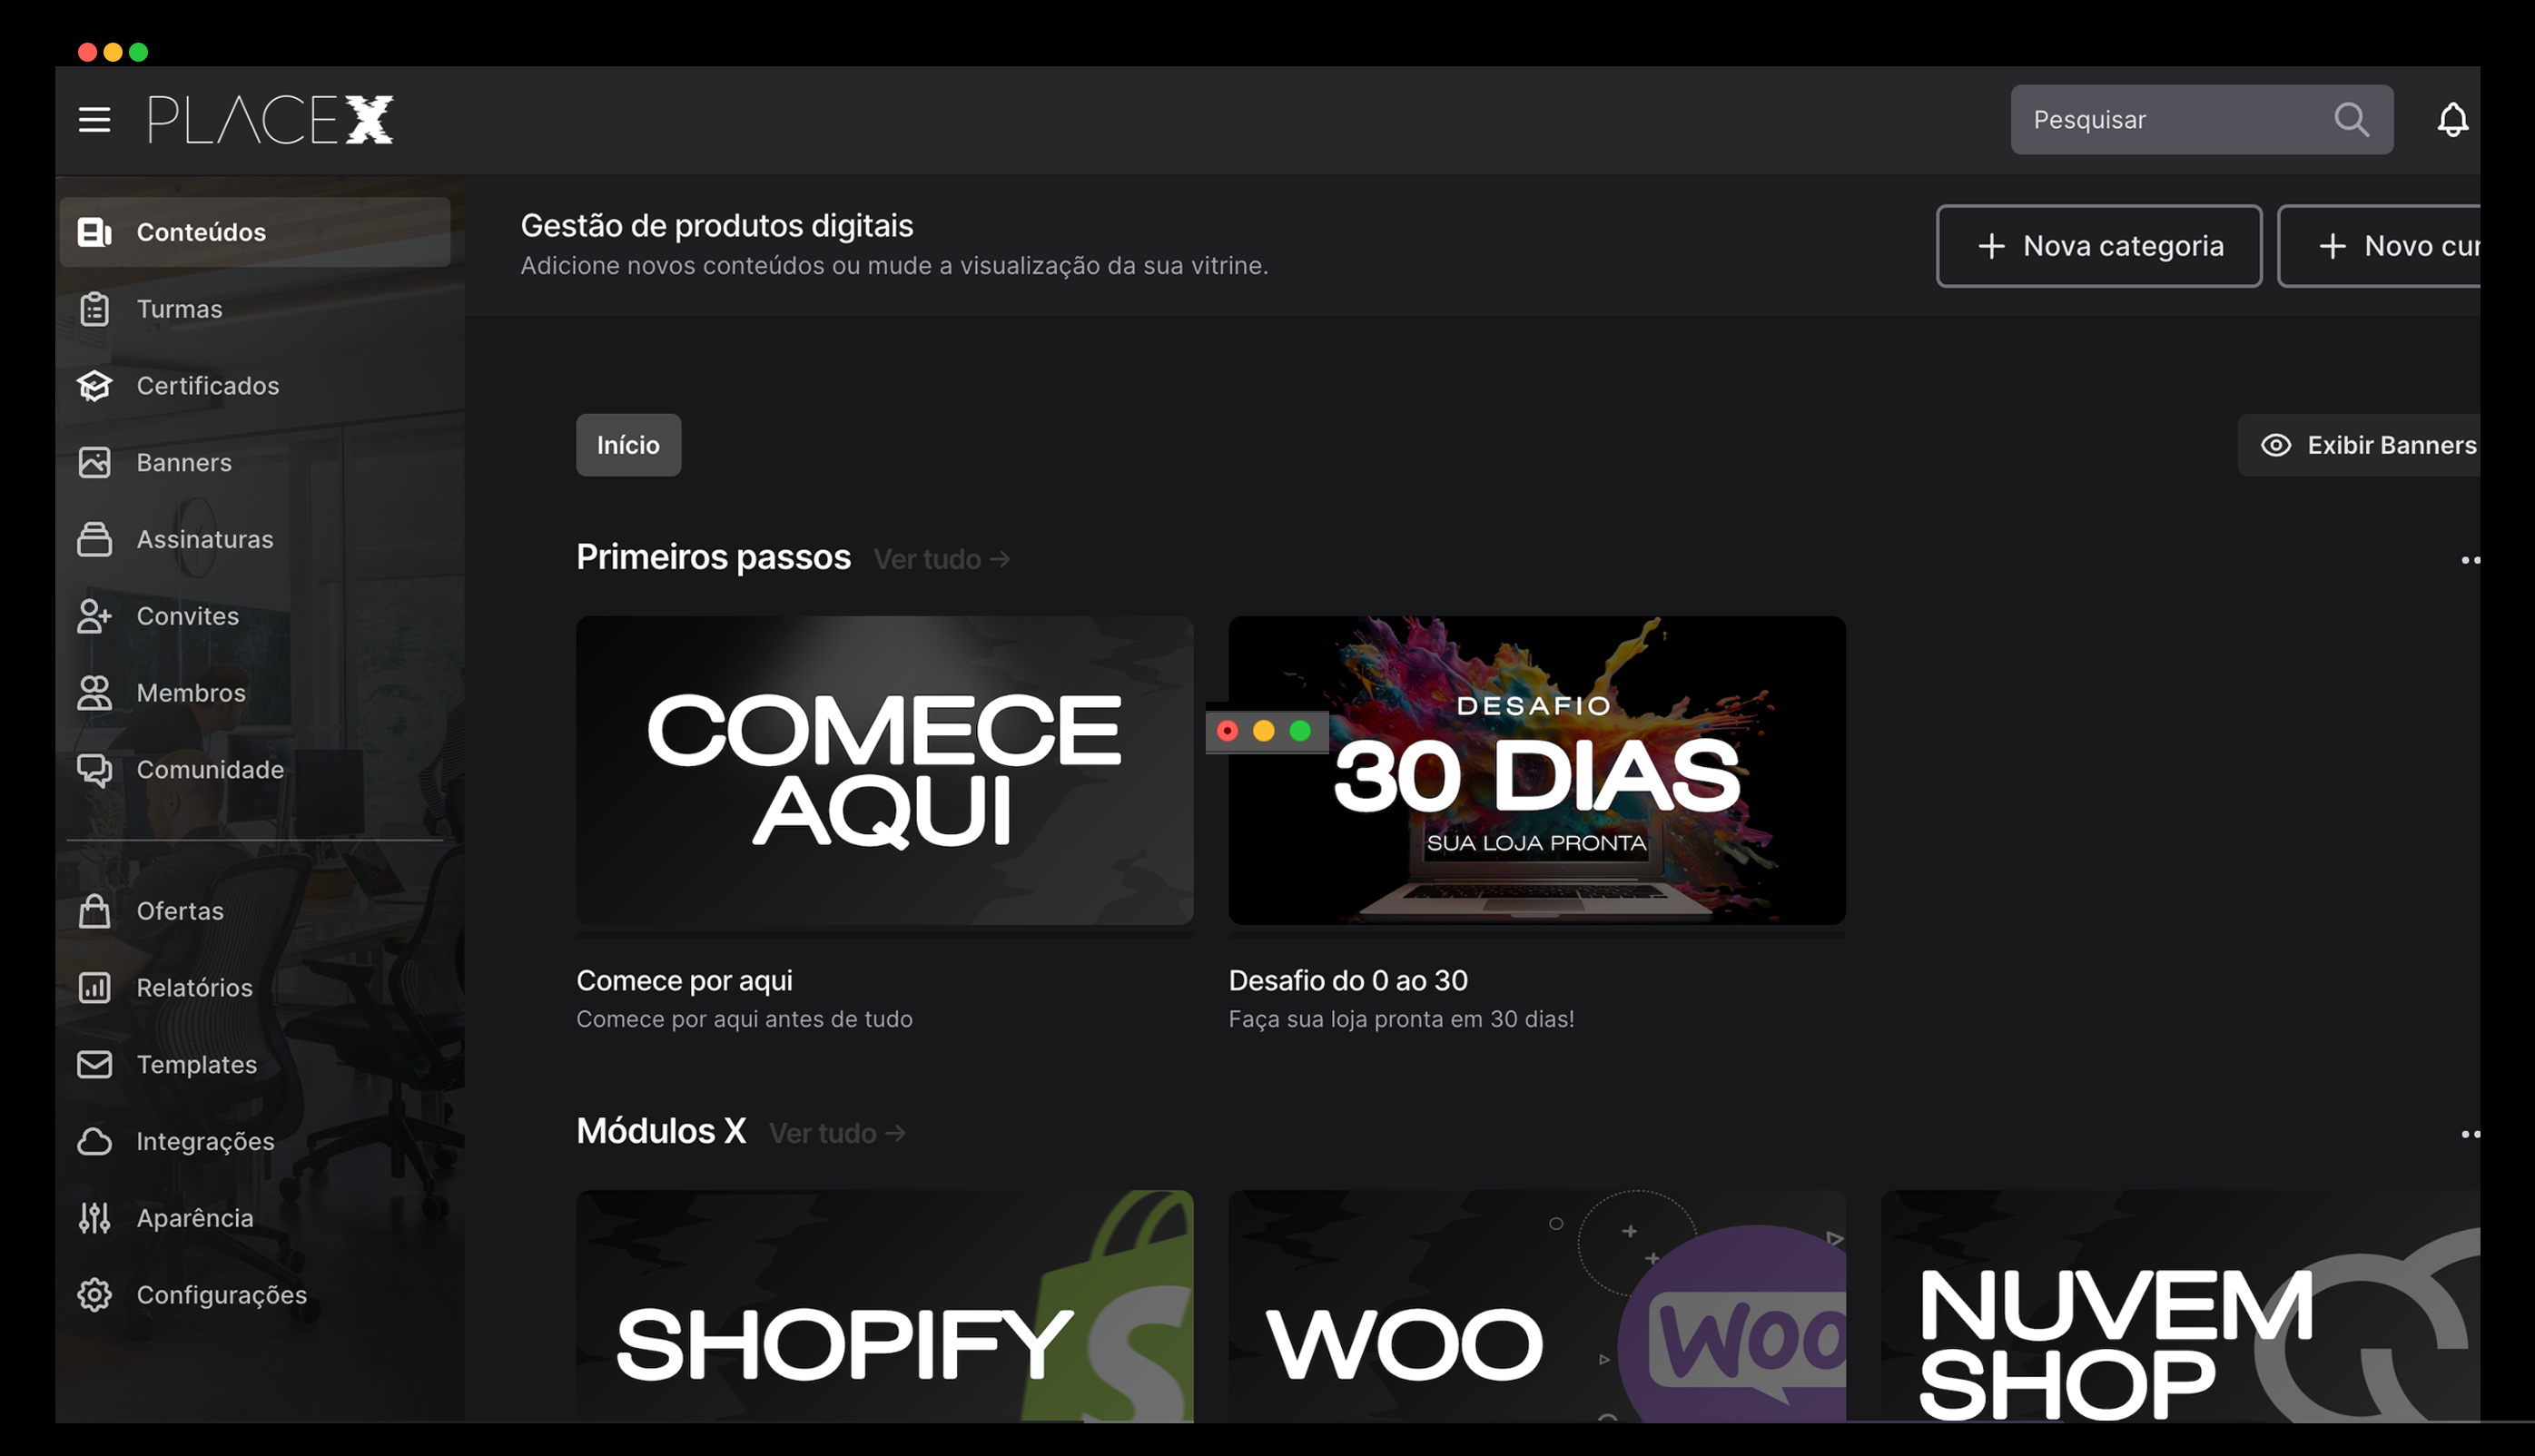 PLACEX
Pesquisar
Conteúdos
Turmas
Certificados
Banners
Assinaturas
Convites
Membros
Comunidade
Ofertas
Relatórios
Templates
Integrações
Aparência
Configurações
Gestão de produtos digitais
Adicione novos conteúdos ou mude a visualização da sua vitrine.
Nova categoria
Novo cur
Início
Exibir Banners
Primeiros passos Ver tudo →
COMECE
AQUI
DESAFIO
30 DIAS
SUA LOJA PRONTA
Comece por aqui
Comece por aqui antes de tudo
Desafio do 0 ao 30
Faça sua loja pronta em 30 dias!
Módulos X Ver tudo →
SHOPIFY
S
WOO
Woo
NUVEM
SHOP